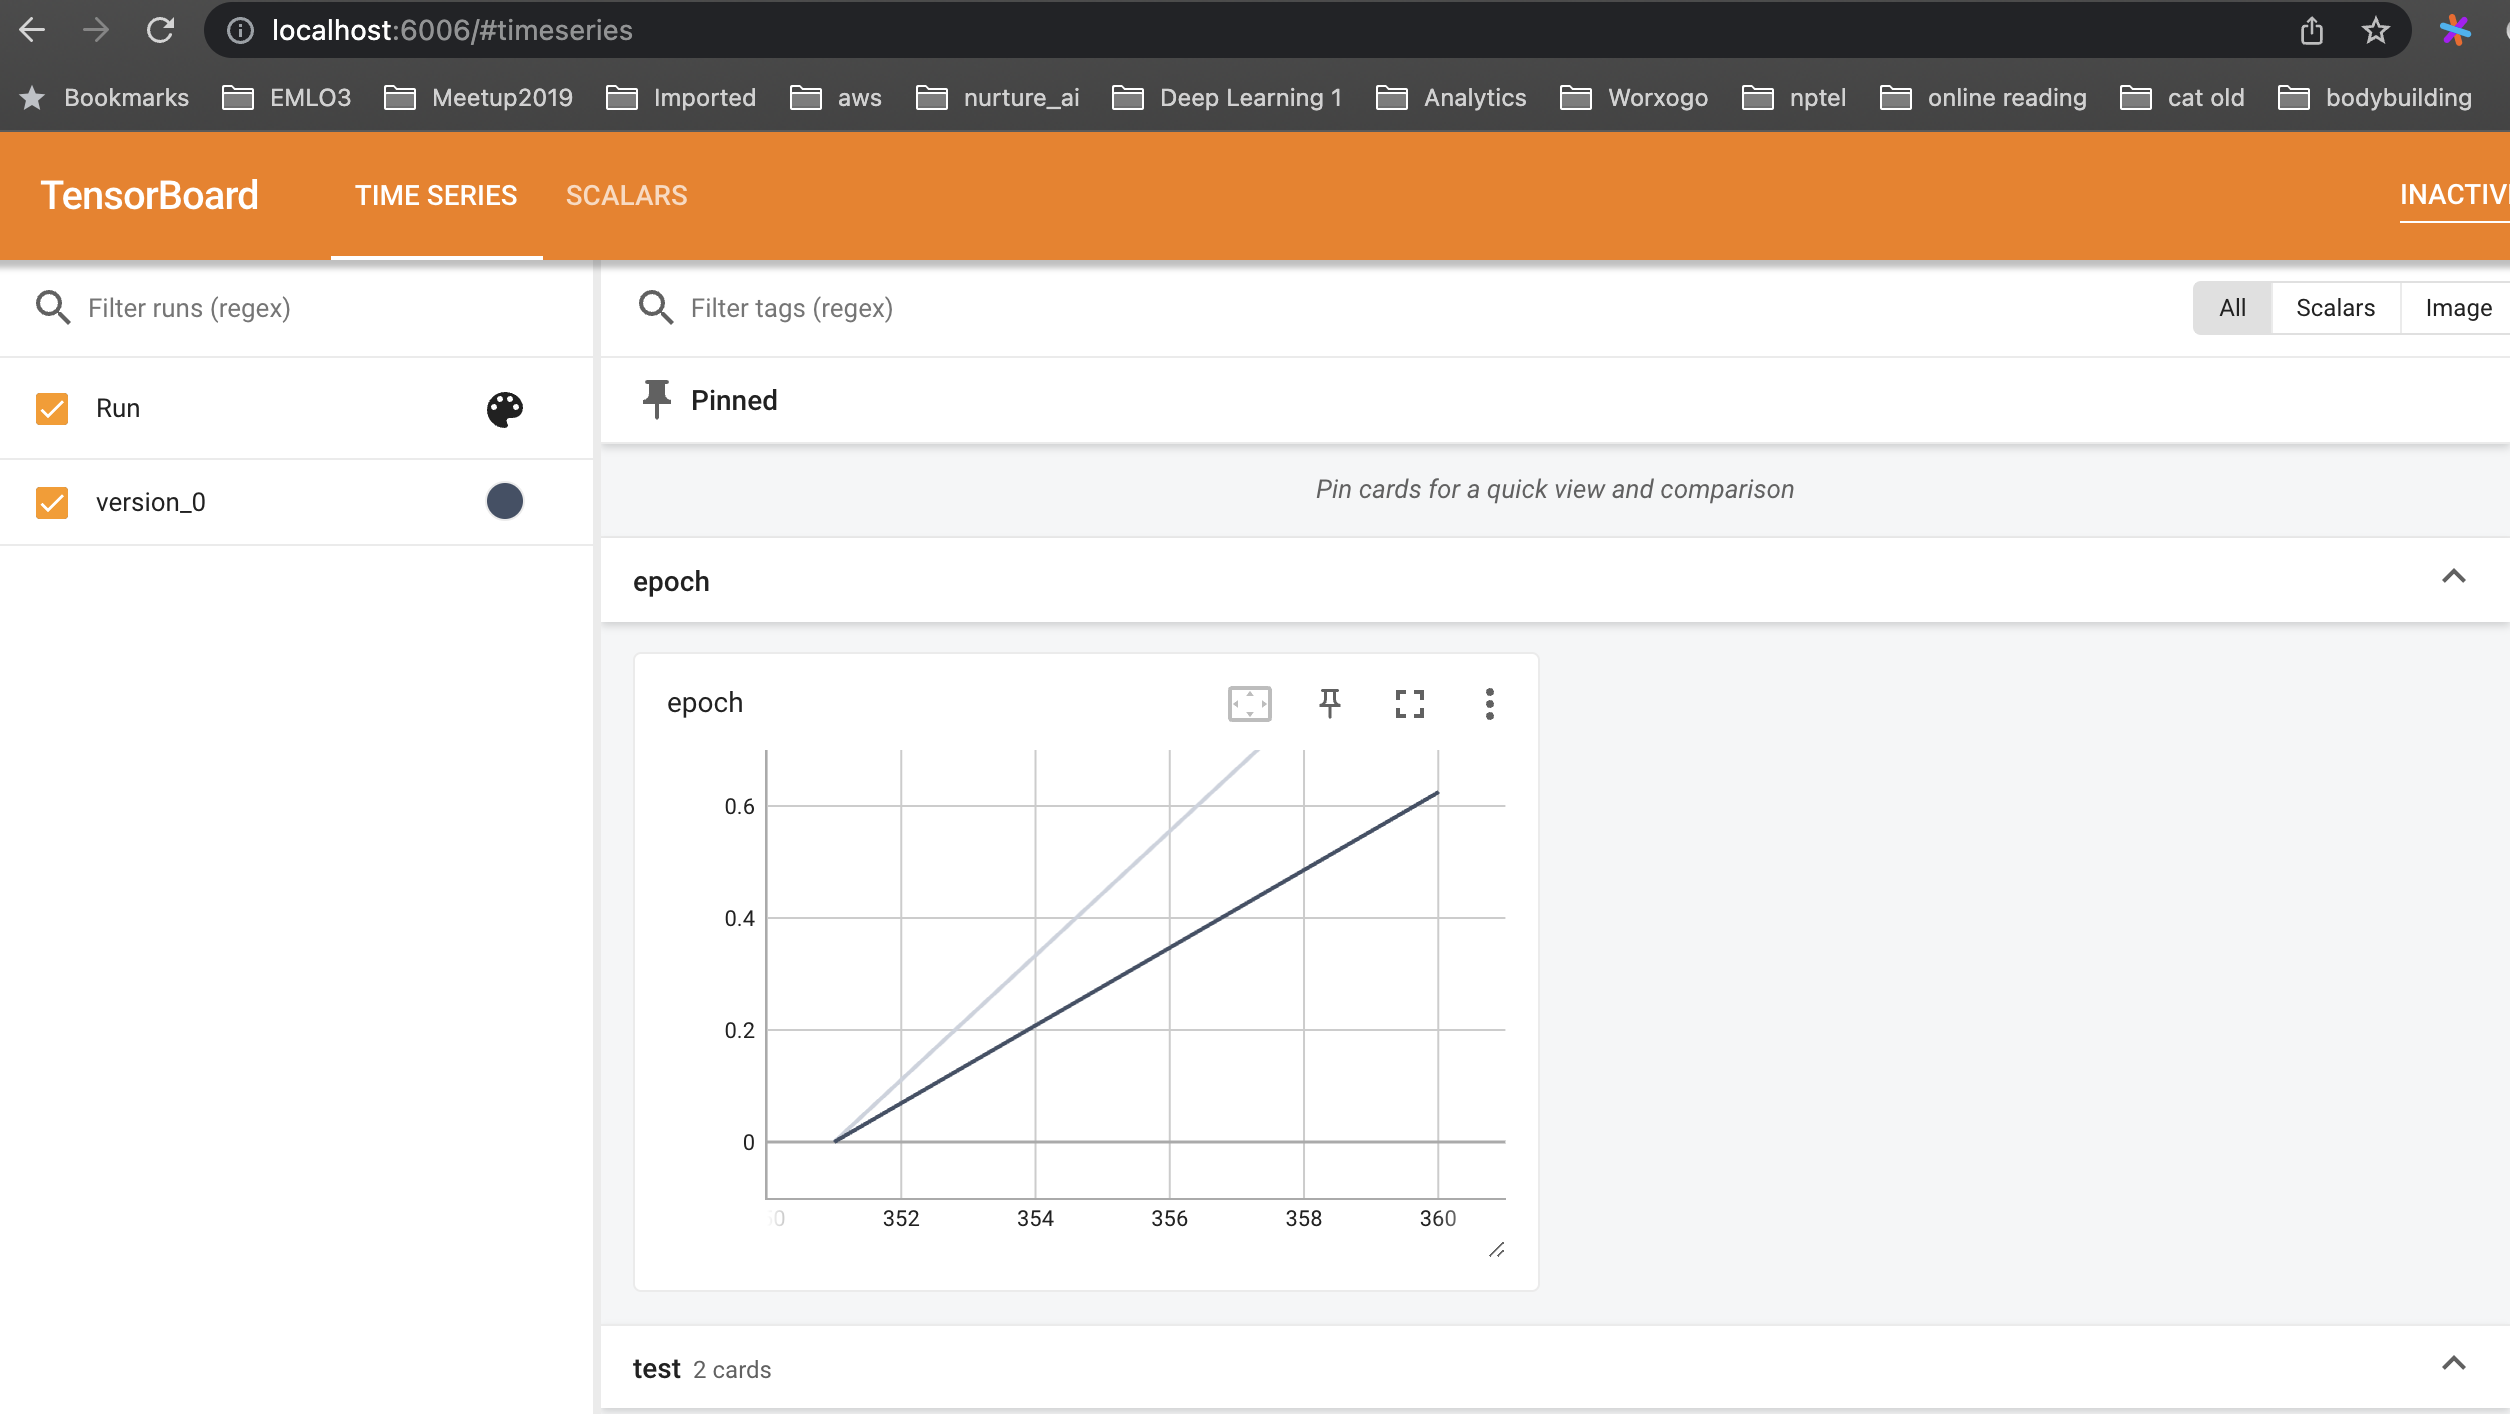 localhost:6006/#timeseries
Bookmarks EMLO3 Meetup2019 Imported aws nurture_ai Deep Learning 1 Analytics Worxogo nptel online reading cat old bodybuilding
TensorBoard TIME SERIES SCALARS INACTIV
Filter runs (regex)
Run
version_0
Filter tags (regex) All Scalars Image
Pinned
Pin cards for a quick view and comparison
epoch
epoch
0.6
0.4
0.2
0
352 354 356 358 360
test 2 cards